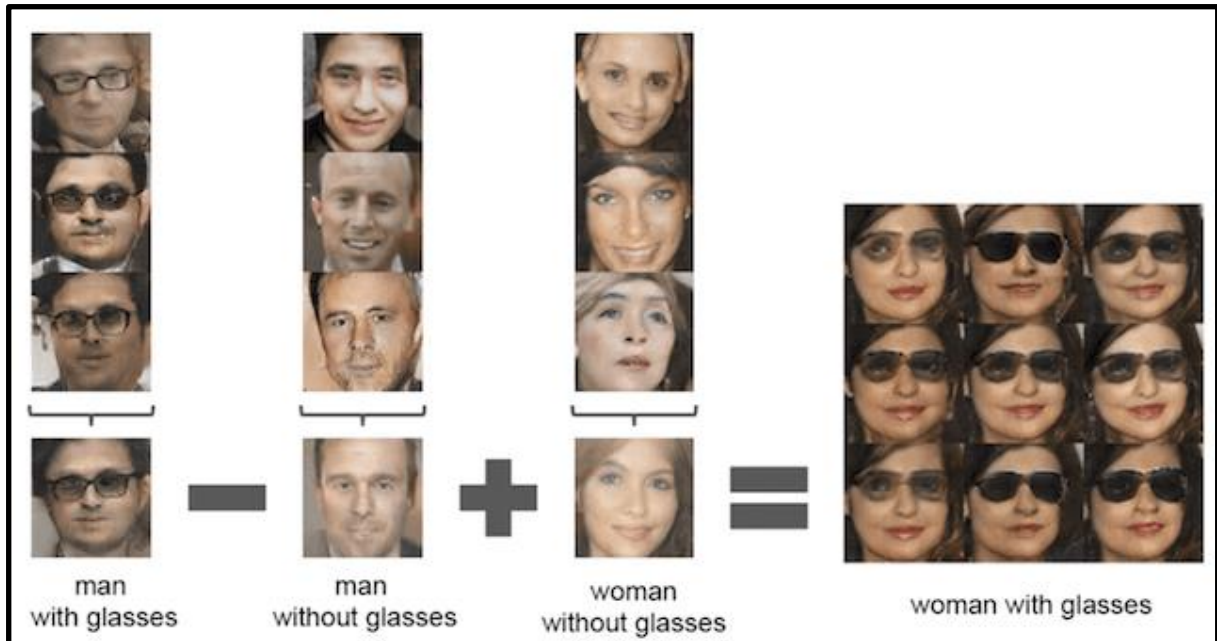 man
with glasses
man
without glasses
woman
without glasses
woman with glasses